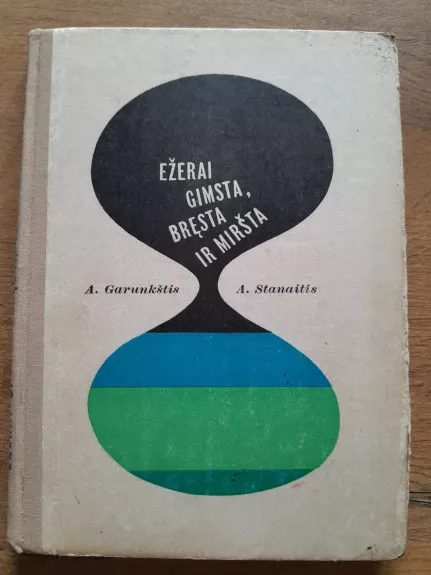 EŽERAI
GIMSTA,
BRĘSTA
IR MIRŠTA
A. Garunkštis
A. Stanaitis